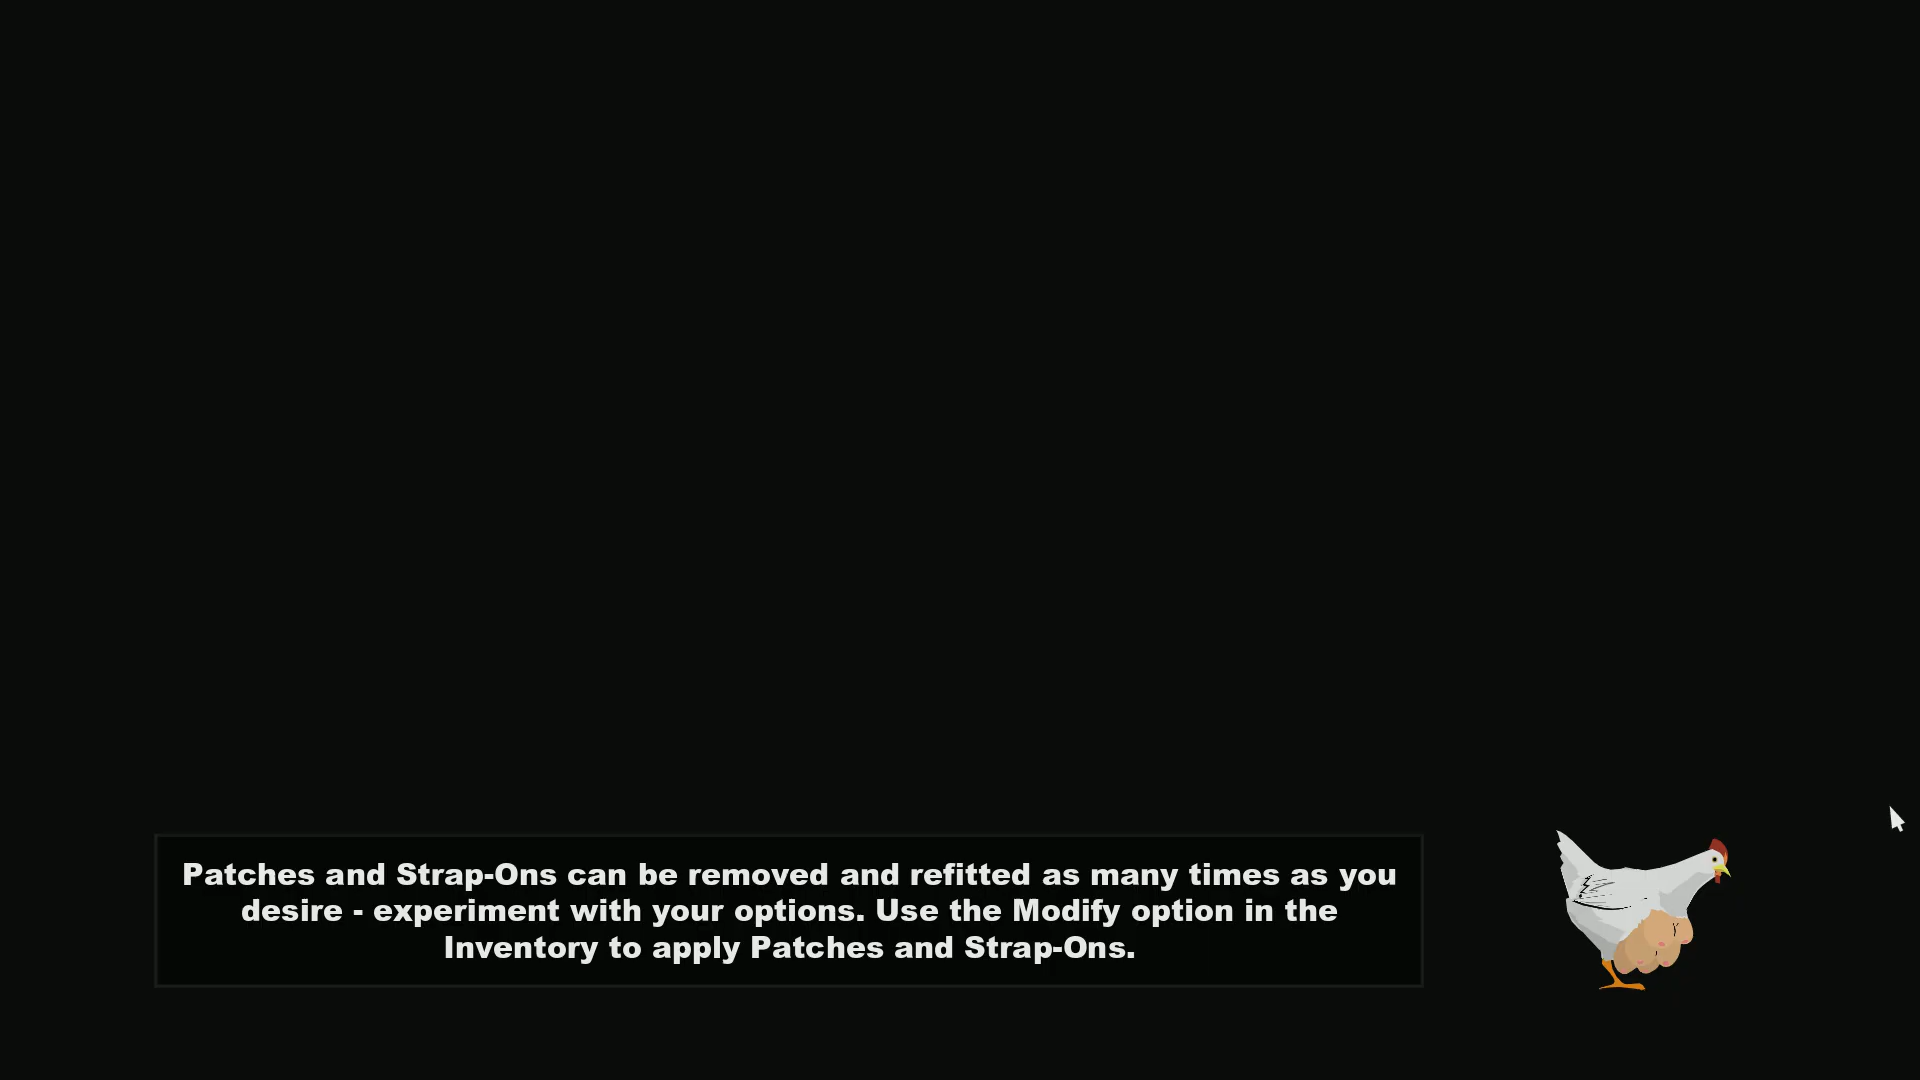 Patches and Strap-Ons can be removed and refitted as many times as you
desire - experiment with your options. Use the Modify option in the
Inventory to apply Patches and Strap-Ons.